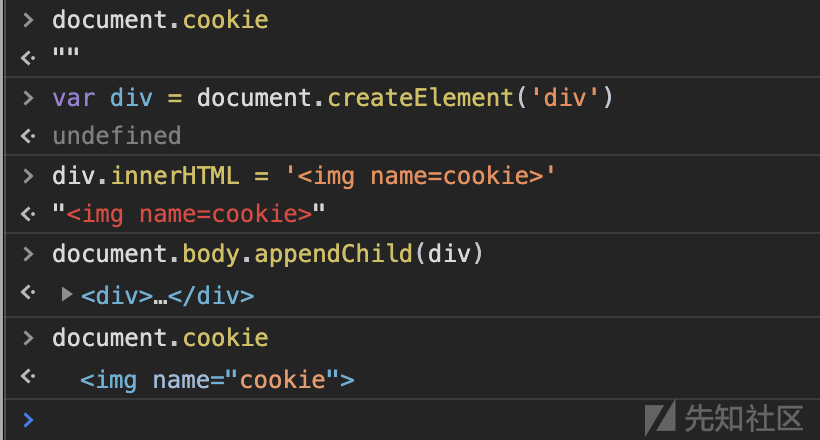 > document.cookie
<· ""
> var div = document.createElement('div')
<· undefined
> div.innerHTML = '<img name=cookie>'
<· "<img name=cookie>"
> document.body.appendChild(div)
<· ▶ <div>…</div>
> document.cookie
<· <img name="cookie">
>
先知社区